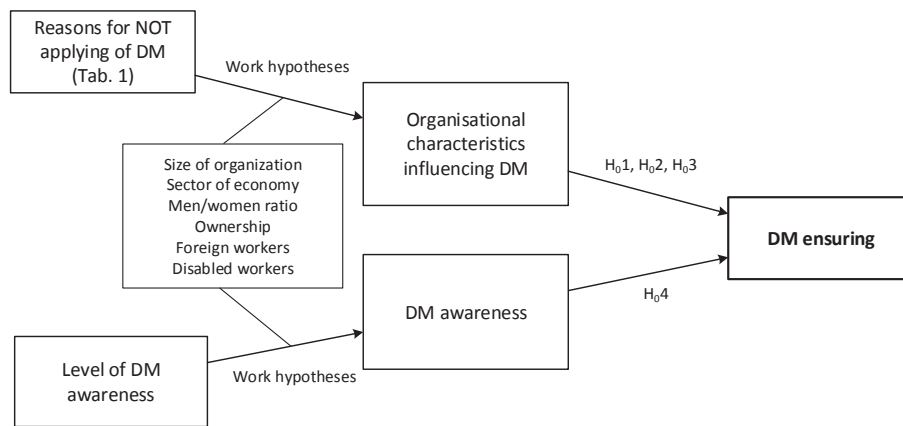 Reasons for NOT
applying of DM
(Tab. 1)
Work hypotheses
Organisational
characteristics
influencing DM
Size of organization
Sector of economy
Men/women ratio
Ownership
Foreign workers
Disabled workers
H₀1, H₀2, H₀3
DM ensuring
DM awareness
H₀4
Level of DM
awareness
Work hypotheses